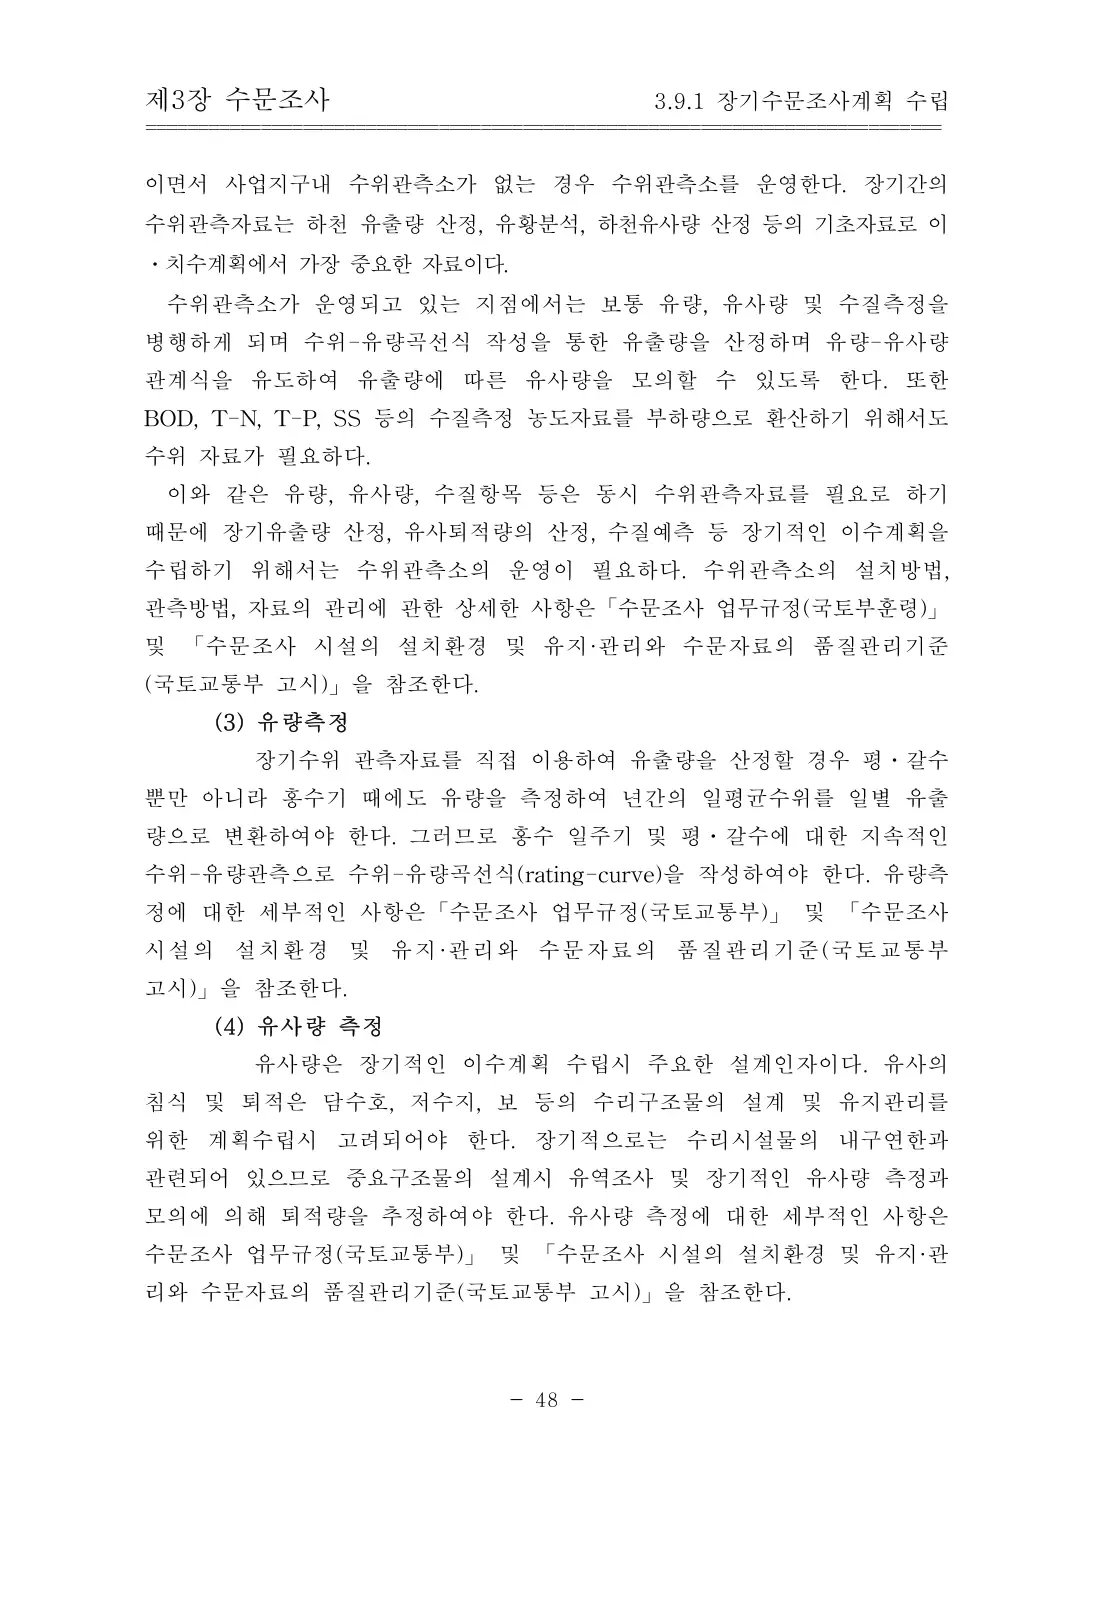 제3장 수문조사
3.9.1 장기수문조사계획 수립
이면서 사업지구내 수위관측소가 없는 경우 수위관측소를 운영한다. 장기간의
수위관측자료는 하천 유출량 산정, 유황분석, 하천유사량 산정 등의 기초자료로 이
・치수계획에서 가장 중요한 자료이다.
수위관측소가 운영되고 있는 지점에서는 보통 유량, 유사량 및 수질측정을
병행하게 되며 수위-유량곡선식 작성을 통한 유출량을 산정하며 유량-유사량
관계식을 유도하여 유출량에 따른 유사량을 모의할 수 있도록 한다. 또한
BOD, T-N, T-P, SS 등의 수질측정 농도자료를 부하량으로 환산하기 위해서도
수위 자료가 필요하다.
이와 같은 유량, 유사량, 수질항목 등은 동시 수위관측자료를 필요로 하기
때문에 장기유출량 산정, 유사퇴적량의 산정, 수질예측 등 장기적인 이수계획을
수립하기 위해서는 수위관측소의 운영이 필요하다. 수위관측소의 설치방법,
관측방법, 자료의 관리에 관한 상세한 사항은「수문조사 업무규정(국토부훈령)」
및 「수문조사 시설의 설치환경 및 유지·관리와 수문자료의 품질관리기준
(국토교통부 고시)」을 참조한다.
(3) 유량측정
장기수위 관측자료를 직접 이용하여 유출량을 산정할 경우 평・갈수
뿐만 아니라 홍수기 때에도 유량을 측정하여 년간의 일평균수위를 일별 유출
량으로 변환하여야 한다. 그러므로 홍수 일주기 및 평・갈수에 대한 지속적인
수위-유량관측으로 수위-유량곡선식(rating-curve)을 작성하여야 한다. 유량측
정에 대한 세부적인 사항은「수문조사 업무규정(국토교통부)」 및 「수문조사
시설의 설치환경 및 유지·관리와 수문자료의 품질관리기준(국토교통부
고시)」을 참조한다.
(4) 유사량 측정
유사량은 장기적인 이수계획 수립시 주요한 설계인자이다. 유사의
침식 및 퇴적은 담수호, 저수지, 보 등의 수리구조물의 설계 및 유지관리를
위한 계획수립시 고려되어야 한다. 장기적으로는 수리시설물의 내구연한과
관련되어 있으므로 중요구조물의 설계시 유역조사 및 장기적인 유사량 측정과
모의에 의해 퇴적량을 추정하여야 한다. 유사량 측정에 대한 세부적인 사항은
수문조사 업무규정(국토교통부)」 및 「수문조사 시설의 설치환경 및 유지·관
리와 수문자료의 품질관리기준(국토교통부 고시)」을 참조한다.
- 48 -